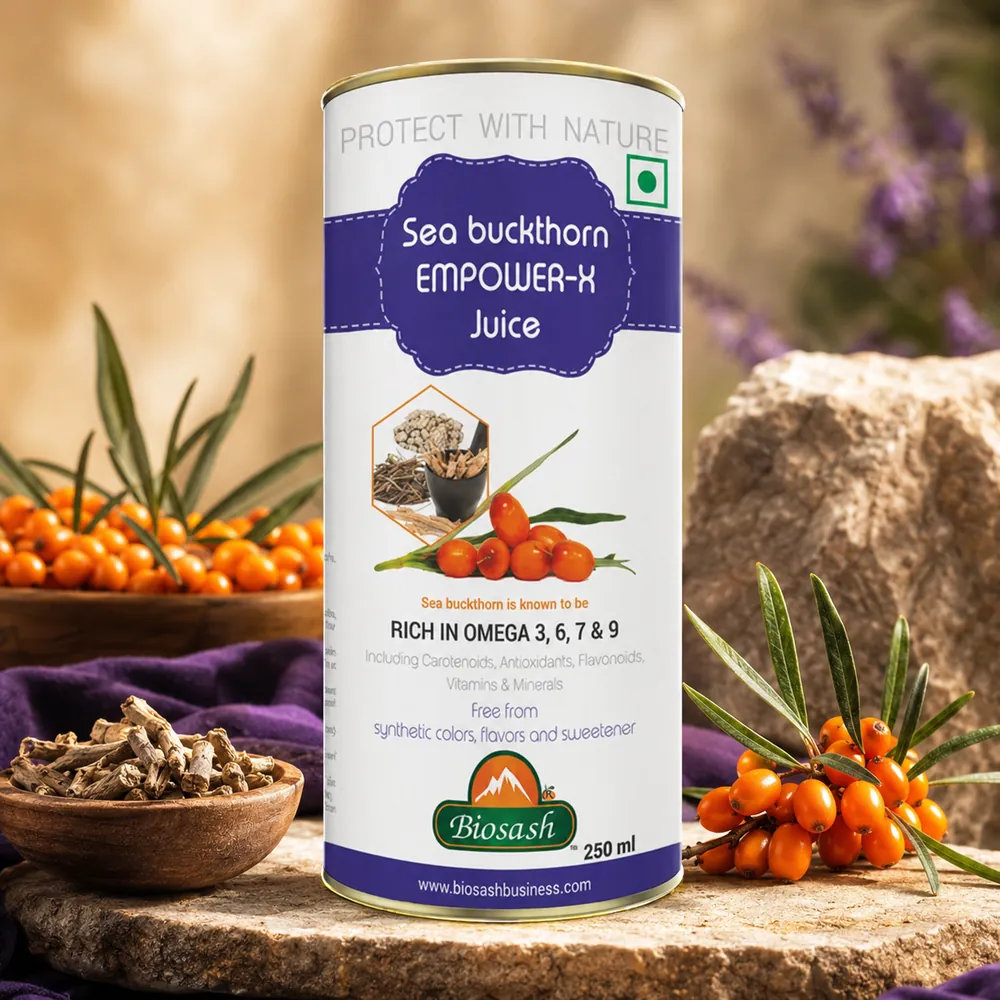 PROTECT WITH NATURE
Sea buckthorn
EMPOWER-X
Juice
Sea buckthorn is known to be
RICH IN OMEGA 3, 6, 7 & 9
Including Carotenoids, Antioxidants, Flavonoids,
Vitamins & Minerals
Free from
synthetic colors, flavors and sweetener
Biosash
250 ml
www.biosashbusiness.com